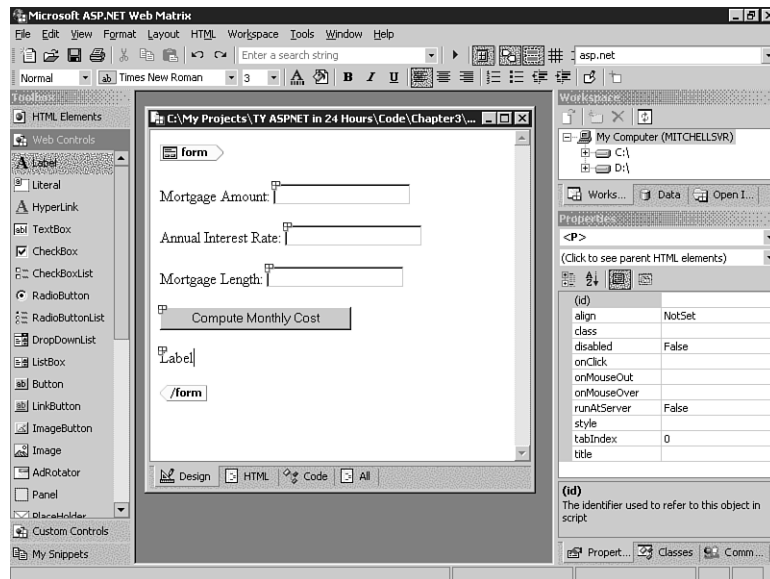 Microsoft ASP.NET Web Matrix
File Edit View Format Layout HTML Workspace Tools Window Help
Enter a search string
asp.net
Normal
ab Times New Roman
3
A
B I U
Toolbox
HTML Elements
Web Controls
A Label
Literal
A HyperLink
abl TextBox
CheckBox
CheckBoxList
RadioButton
RadioButtonList
DropDownList
ListBox
ab Button
ab LinkButton
ImageButton
Image
AdRotator
Panel
PlaceHolder
Custom Controls
My Snippets
C:\My Projects\TY ASPNET in 24 Hours\Code\Chapter3\...
form
Mortgage Amount:
Annual Interest Rate:
Mortgage Length:
Compute Monthly Cost
Label
/form
Design HTML Code All
Workspace
My Computer (MITCHELLSVR)
C:\
D:\
Works... Data Open I...
Properties
<P>
(Click to see parent HTML elements)
(id)
align NotSet
class
disabled False
onClick
onMouseOut
onMouseOver
runAtServer False
style
tabIndex 0
title
(id)
The identifier used to refer to this object in
script
Propert... Classes Comm...